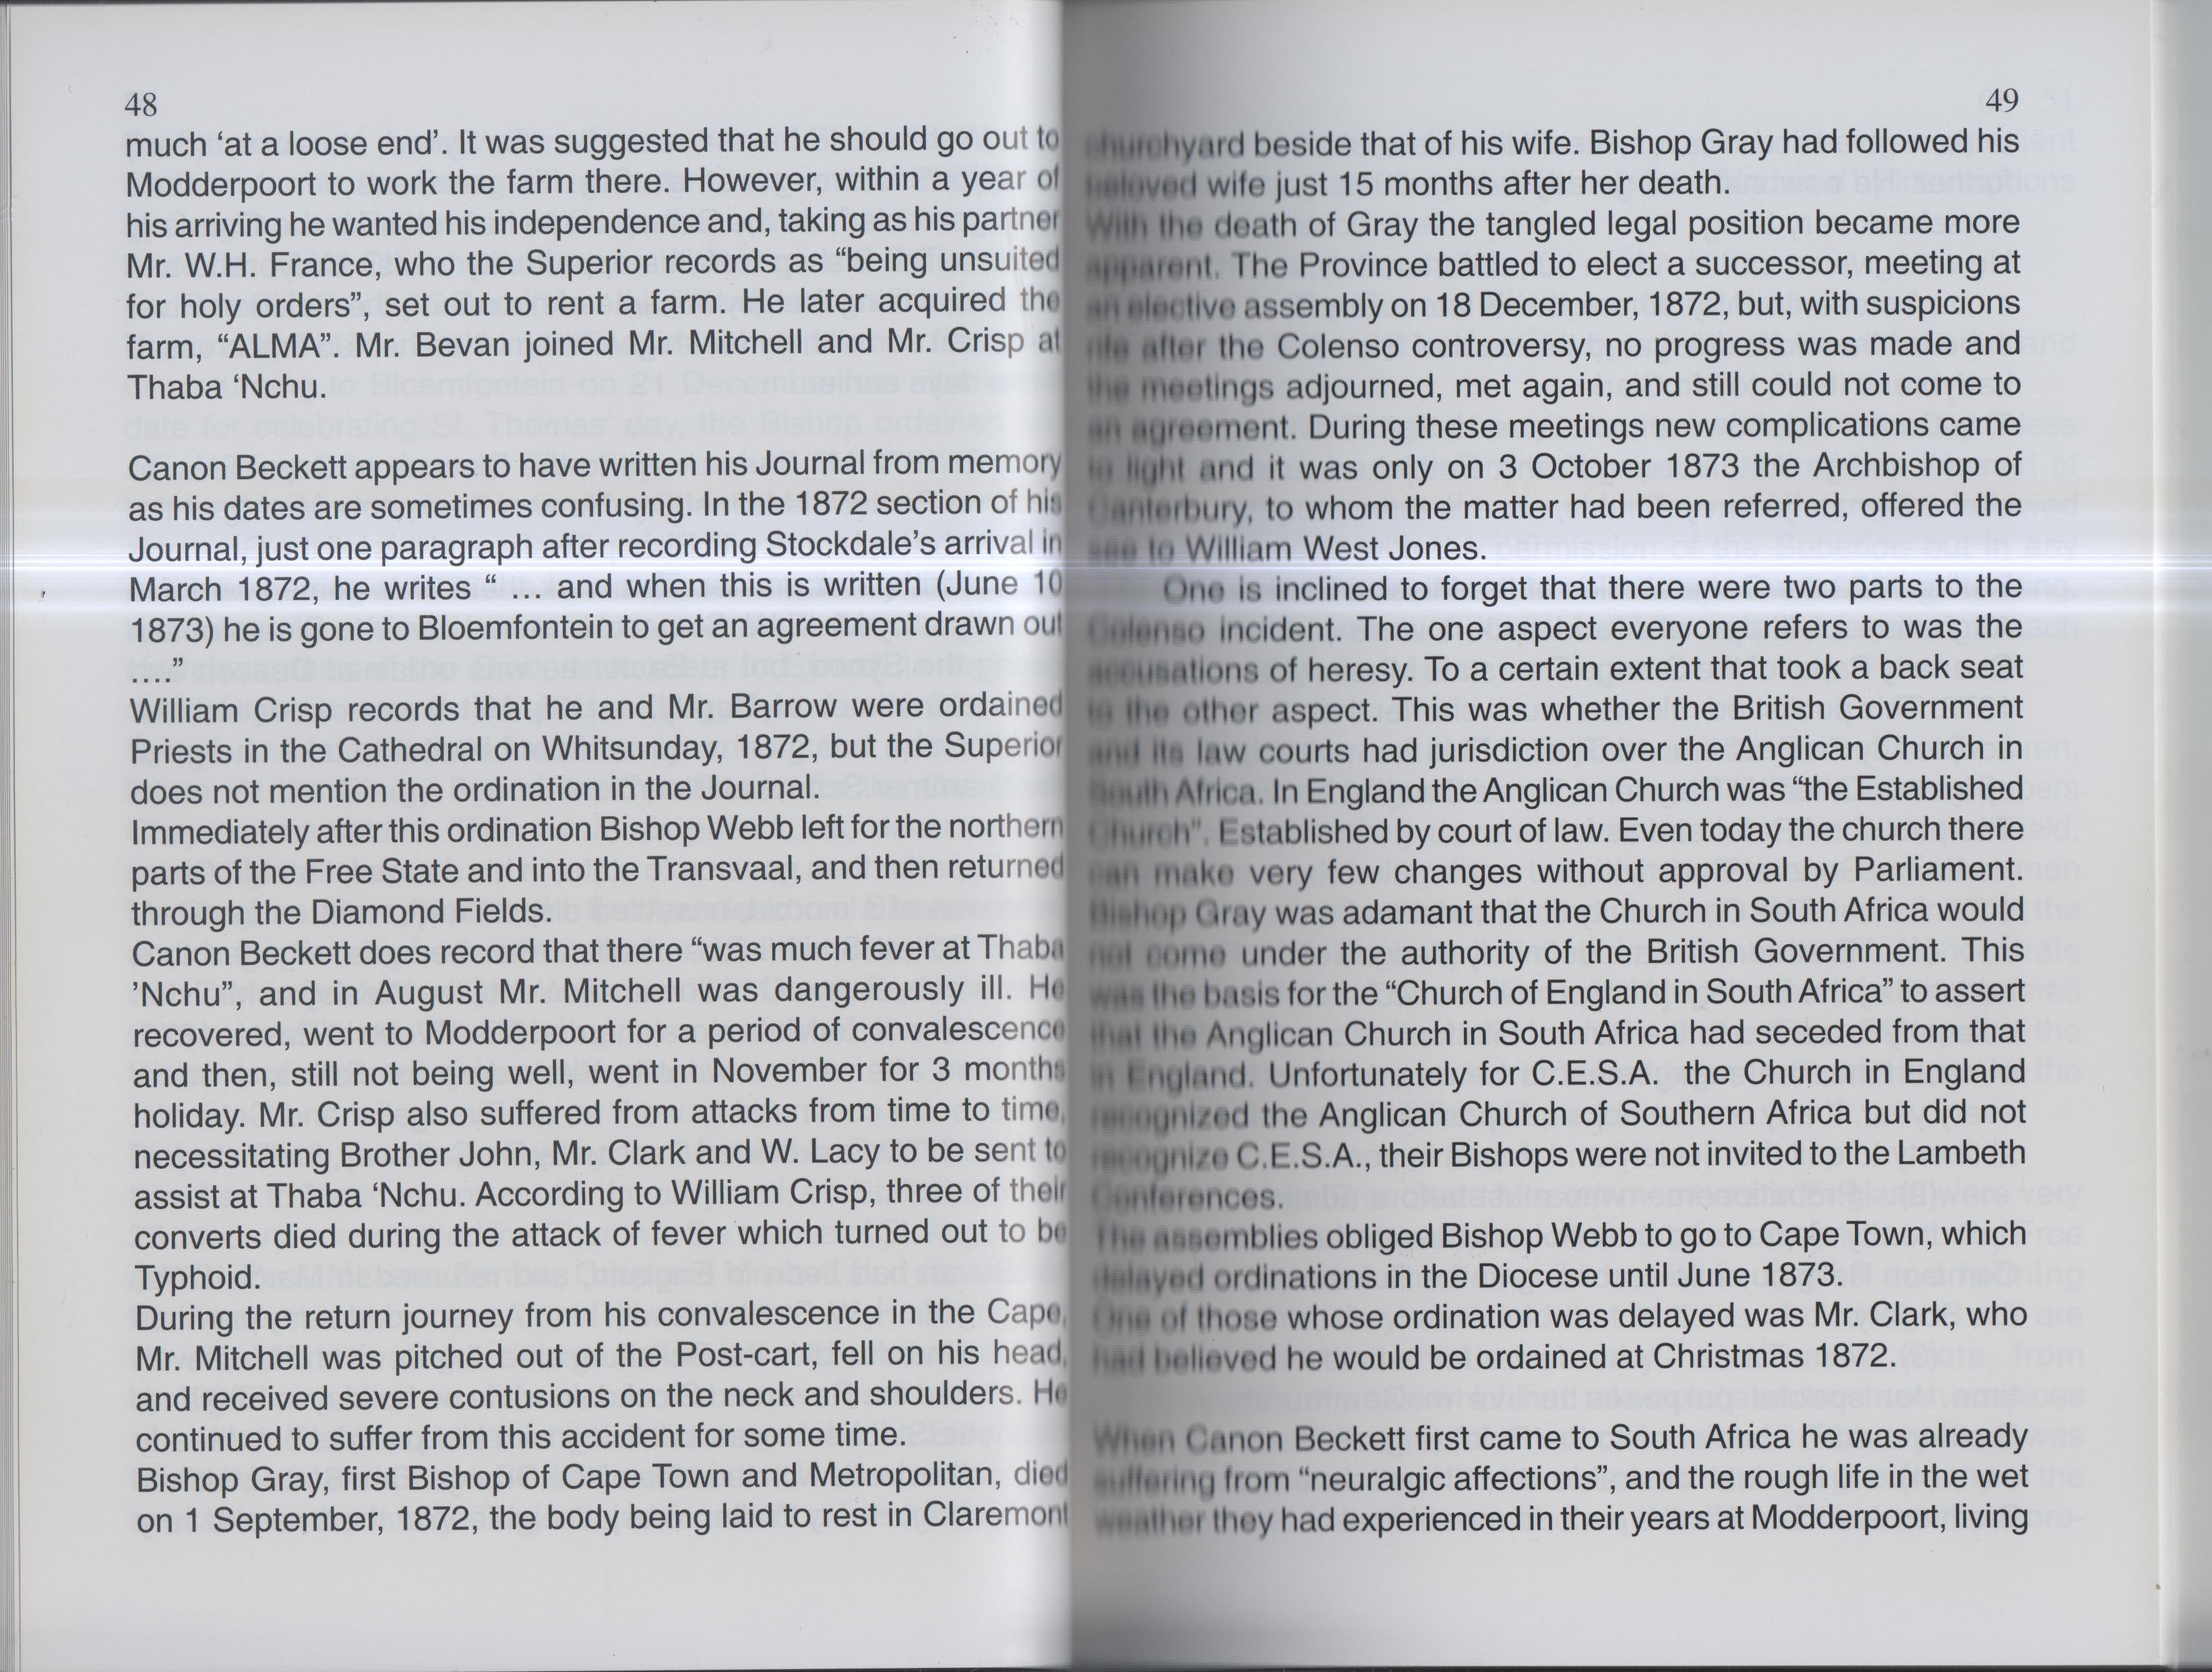 48
much ‘at a loose end’. It was suggested that he should go out to
Modderpoort to work the farm there. However, within a year of
his arriving he wanted his independence and, taking as his partner
Mr. W.H. France, who the Superior records as “being unsuited
for holy orders”, set out to rent a farm. He later acquired the
farm, “ALMA”. Mr. Bevan joined Mr. Mitchell and Mr. Crisp at
Thaba ‘Nchu.
Canon Beckett appears to have written his Journal from memory
as his dates are sometimes confusing. In the 1872 section of his
Journal, just one paragraph after recording Stockdale’s arrival in
March 1872, he writes “ ... and when this is written (June 10
1873) he is gone to Bloemfontein to get an agreement drawn out
.... ”
William Crisp records that he and Mr. Barrow were ordained
Priests in the Cathedral on Whitsunday, 1872, but the Superior
does not mention the ordination in the Journal.
Immediately after this ordination Bishop Webb left for the northern
parts of the Free State and into the Transvaal, and then returned
through the Diamond Fields.
Canon Beckett does record that there “was much fever at Thaba
’Nchu”, and in August Mr. Mitchell was dangerously ill. He
recovered, went to Modderpoort for a period of convalescence
and then, still not being well, went in November for 3 months
holiday. Mr. Crisp also suffered from attacks from time to time,
necessitating Brother John, Mr. Clark and W. Lacy to be sent to
assist at Thaba ‘Nchu. According to William Crisp, three of their
converts died during the attack of fever which turned out to be
Typhoid.
During the return journey from his convalescence in the Cape,
Mr. Mitchell was pitched out of the Post-cart, fell on his head,
and received severe contusions on the neck and shoulders. He
continued to suffer from this accident for some time.
Bishop Gray, first Bishop of Cape Town and Metropolitan, died
on 1 September, 1872, the body being laid to rest in Claremont
49
churchyard beside that of his wife. Bishop Gray had followed his
beloved wife just 15 months after her death.
With the death of Gray the tangled legal position became more
apparent. The Province battled to elect a successor, meeting at
an elective assembly on 18 December, 1872, but, with suspicions
rife after the Colenso controversy, no progress was made and
the meetings adjourned, met again, and still could not come to
an agreement. During these meetings new complications came
to light and it was only on 3 October 1873 the Archbishop of
Canterbury, to whom the matter had been referred, offered the
see to William West Jones.
One is inclined to forget that there were two parts to the
Colenso incident. The one aspect everyone refers to was the
accusations of heresy. To a certain extent that took a back seat
to the other aspect. This was whether the British Government
and its law courts had jurisdiction over the Anglican Church in
South Africa. In England the Anglican Church was “the Established
Church”. Established by court of law. Even today the church there
can make very few changes without approval by Parliament.
Bishop Gray was adamant that the Church in South Africa would
not come under the authority of the British Government. This
was the basis for the “Church of England in South Africa” to assert
that the Anglican Church in South Africa had seceded from that
in England. Unfortunately for C.E.S.A. the Church in England
recognized the Anglican Church of Southern Africa but did not
recognize C.E.S.A., their Bishops were not invited to the Lambeth
Conferences.
The assemblies obliged Bishop Webb to go to Cape Town, which
delayed ordinations in the Diocese until June 1873.
One of those whose ordination was delayed was Mr. Clark, who
had believed he would be ordained at Christmas 1872.
When Canon Beckett first came to South Africa he was already
suffering from “neuralgic affections”, and the rough life in the wet
weather they had experienced in their years at Modderpoort, living